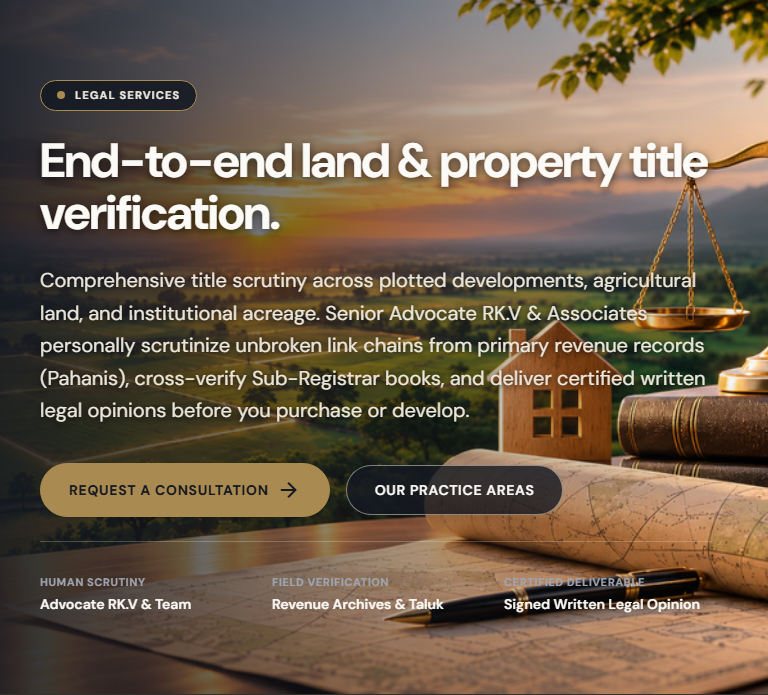 LEGAL SERVICES
End-to-end land & property title
verification.
Comprehensive title scrutiny across plotted developments, agricultural
land, and institutional acreage. Senior Advocate RK.V & Associates
personally scrutinize unbroken link chains from primary revenue records
(Pahanis), cross-verify Sub-Registrar books, and deliver certified written
legal opinions before you purchase or develop.
REQUEST A CONSULTATION →
OUR PRACTICE AREAS
HUMAN SCRUTINY
Advocate RK.V & Team
FIELD VERIFICATION
Revenue Archives & Taluk
CERTIFIED DELIVERABLE
Signed Written Legal Opinion